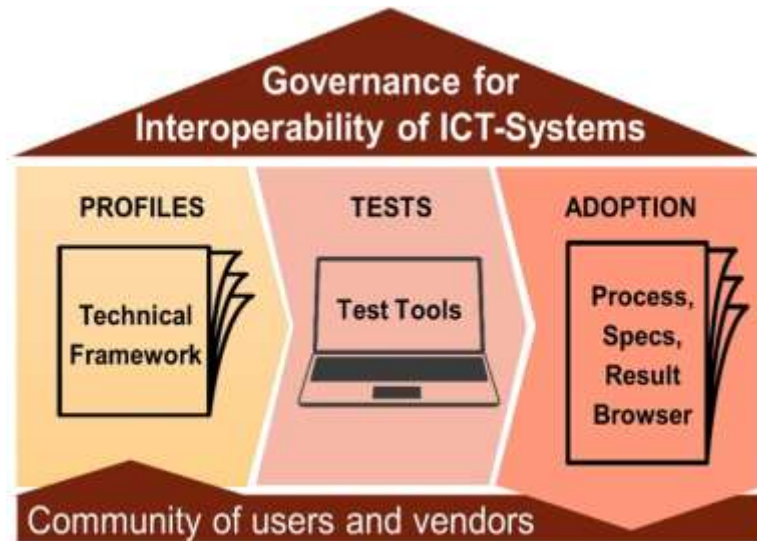 Governance for
Interoperability of ICT-Systems
PROFILES
Technical
Framework
TESTS
Test Tools
ADOPTION
Process,
Specs,
Result
Browser
Community of users and vendors